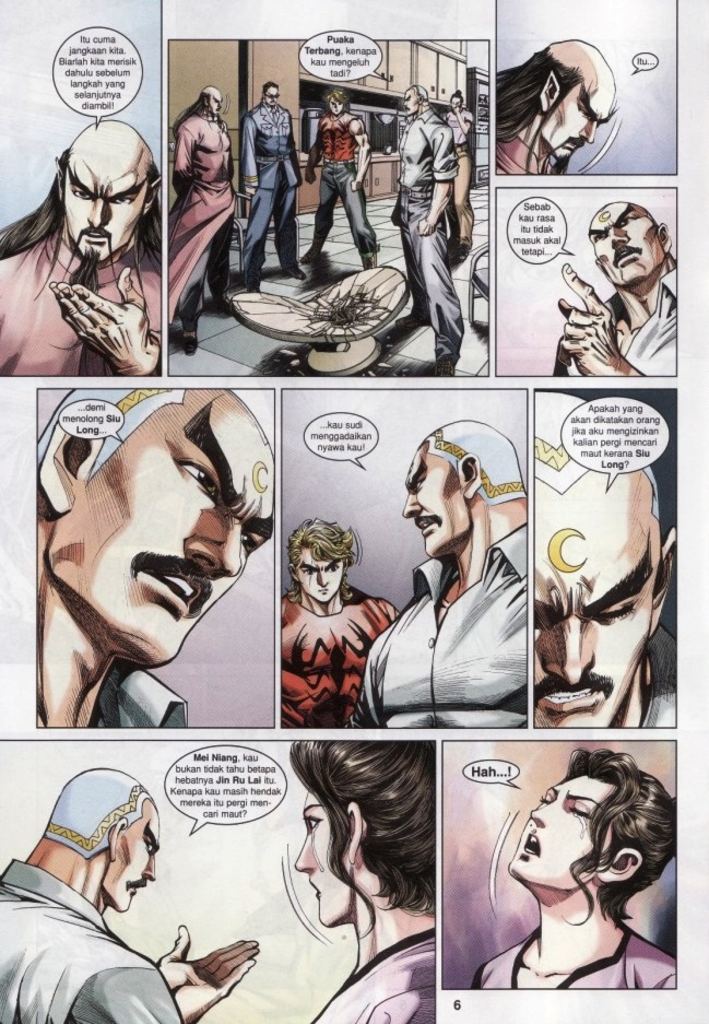 Itu cuma
jangkaan kita.
Biarlah kita merisik
dahulu sebelum
langkah yang
selanjutnya
diambil!
Puaka
Terbang, kenapa
kau mengeluh
tadi?
Itu...
Sebab
kau rasa
itu tidak
masuk akal
tetapi...
...demi
menolong Siu
Long...
...kau sudi
menggadaikan
nyawa kau!
Apakah yang
akan dikatakan orang
jika aku mengizinkan
kalian pergi mencari
maut kerana Siu
Long?
Mei Niang, kau
bukan tidak tahu betapa
hebatnya Jin Ru Lai itu.
Kenapa kau masih hendak
mereka itu pergi men-
cari maut?
Hah...!
6